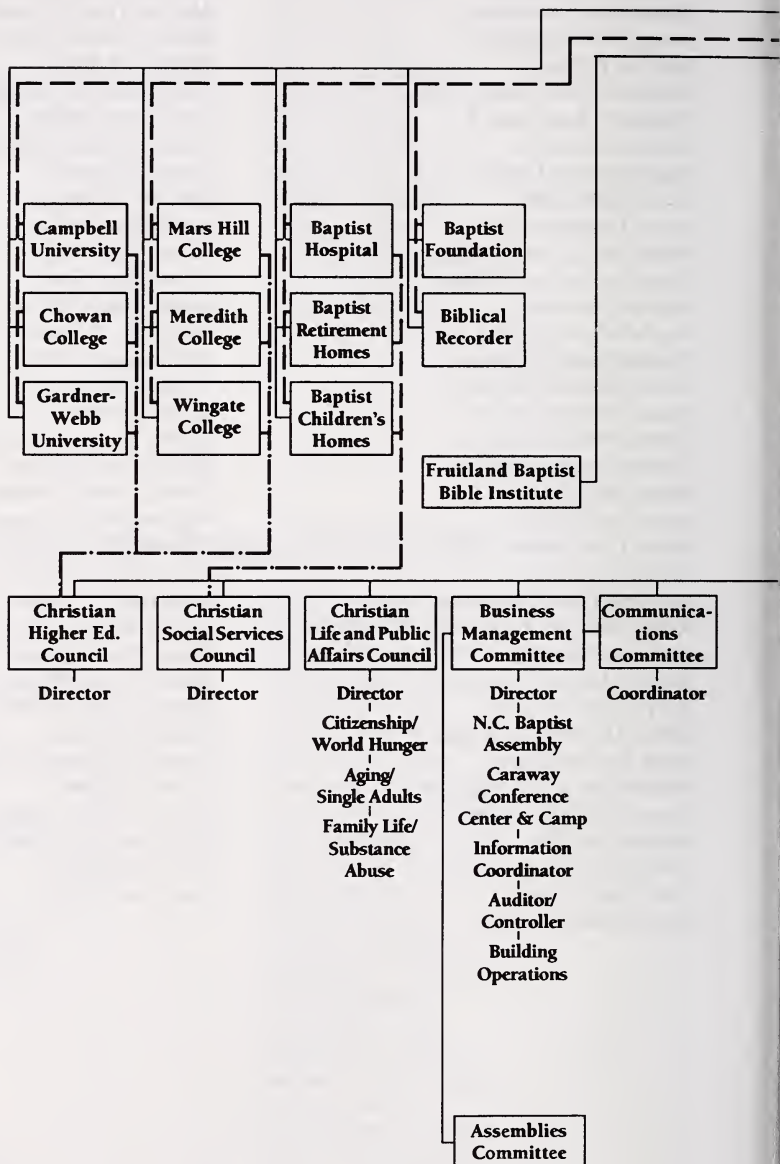 Campbell
University
Mars Hill
College
Baptist
Hospital
Baptist
Foundation
Chowan
College
Meredith
College
Baptist
Retirement
Homes
Biblical
Recorder
Gardner-
Webb
University
Wingate
College
Baptist
Children's
Homes
Fruitland Baptist
Bible Institute
Christian
Higher Ed.
Council
Director
Christian
Social Services
Council
Director
Christian
Life and Public
Affairs Council
Director
Citizenship/
World Hunger
Aging/
Single Adults
Family Life/
Substance
Abuse
Business
Management
Committee
Director
N.C. Baptist
Assembly
Caraway
Conference
Center & Camp
Information
Coordinator
Auditor/
Controller
Building
Operations
Communica-
tions
Committee
Coordinator
Assemblies
Committee